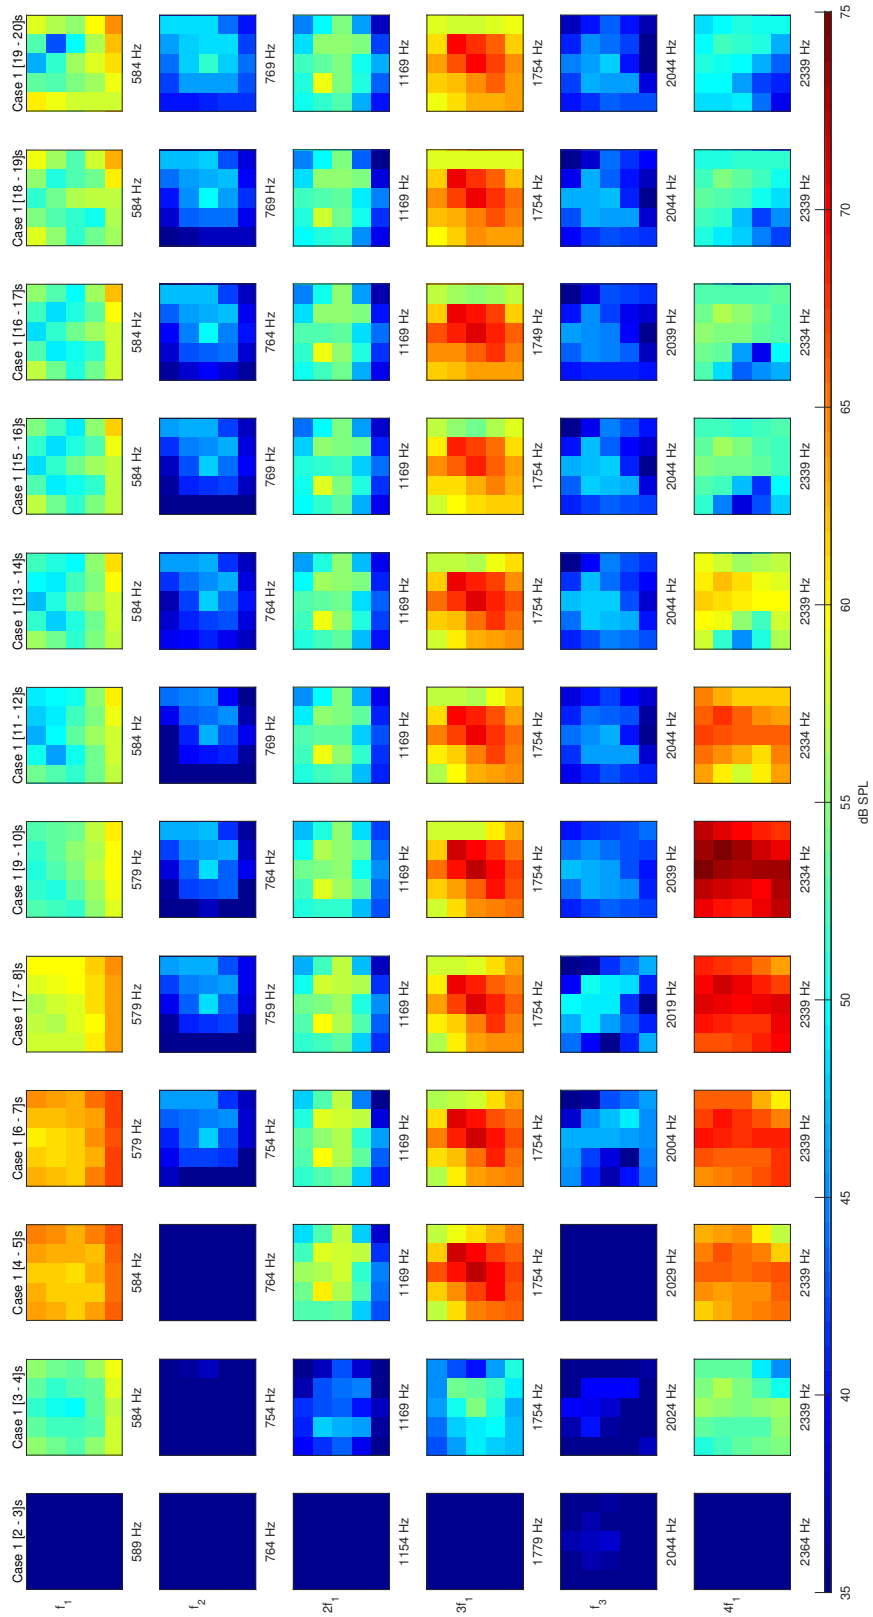 Case 1 [2 - 3]s Case 1 [3 - 4]s Case 1 [4 - 5]s Case 1 [6 - 7]s Case 1 [7 - 8]s Case 1 [9 - 10]s Case 1 [11 - 12]s Case 1 [13 - 14]s Case 1 [15 - 16]s Case 1 [16 - 17]s Case 1 [18 - 19]s Case 1 [19 - 20]s
f₁
589 Hz 584 Hz 584 Hz 579 Hz 579 Hz 579 Hz 584 Hz 584 Hz 584 Hz 584 Hz 584 Hz 584 Hz
f₂
764 Hz 754 Hz 764 Hz 754 Hz 759 Hz 764 Hz 769 Hz 764 Hz 769 Hz 764 Hz 769 Hz 769 Hz
2f₁
1154 Hz 1169 Hz 1169 Hz 1169 Hz 1169 Hz 1169 Hz 1169 Hz 1169 Hz 1169 Hz 1169 Hz 1169 Hz 1169 Hz
3f₁
1779 Hz 1754 Hz 1754 Hz 1754 Hz 1754 Hz 1754 Hz 1754 Hz 1754 Hz 1754 Hz 1749 Hz 1754 Hz 1754 Hz
f₃
2044 Hz 2024 Hz 2029 Hz 2004 Hz 2019 Hz 2039 Hz 2044 Hz 2044 Hz 2044 Hz 2039 Hz 2044 Hz 2044 Hz
4f₁
2364 Hz 2339 Hz 2339 Hz 2339 Hz 2339 Hz 2334 Hz 2334 Hz 2339 Hz 2339 Hz 2334 Hz 2339 Hz 2339 Hz
35 40 45 50 55 60 65 70 75
dB SPL